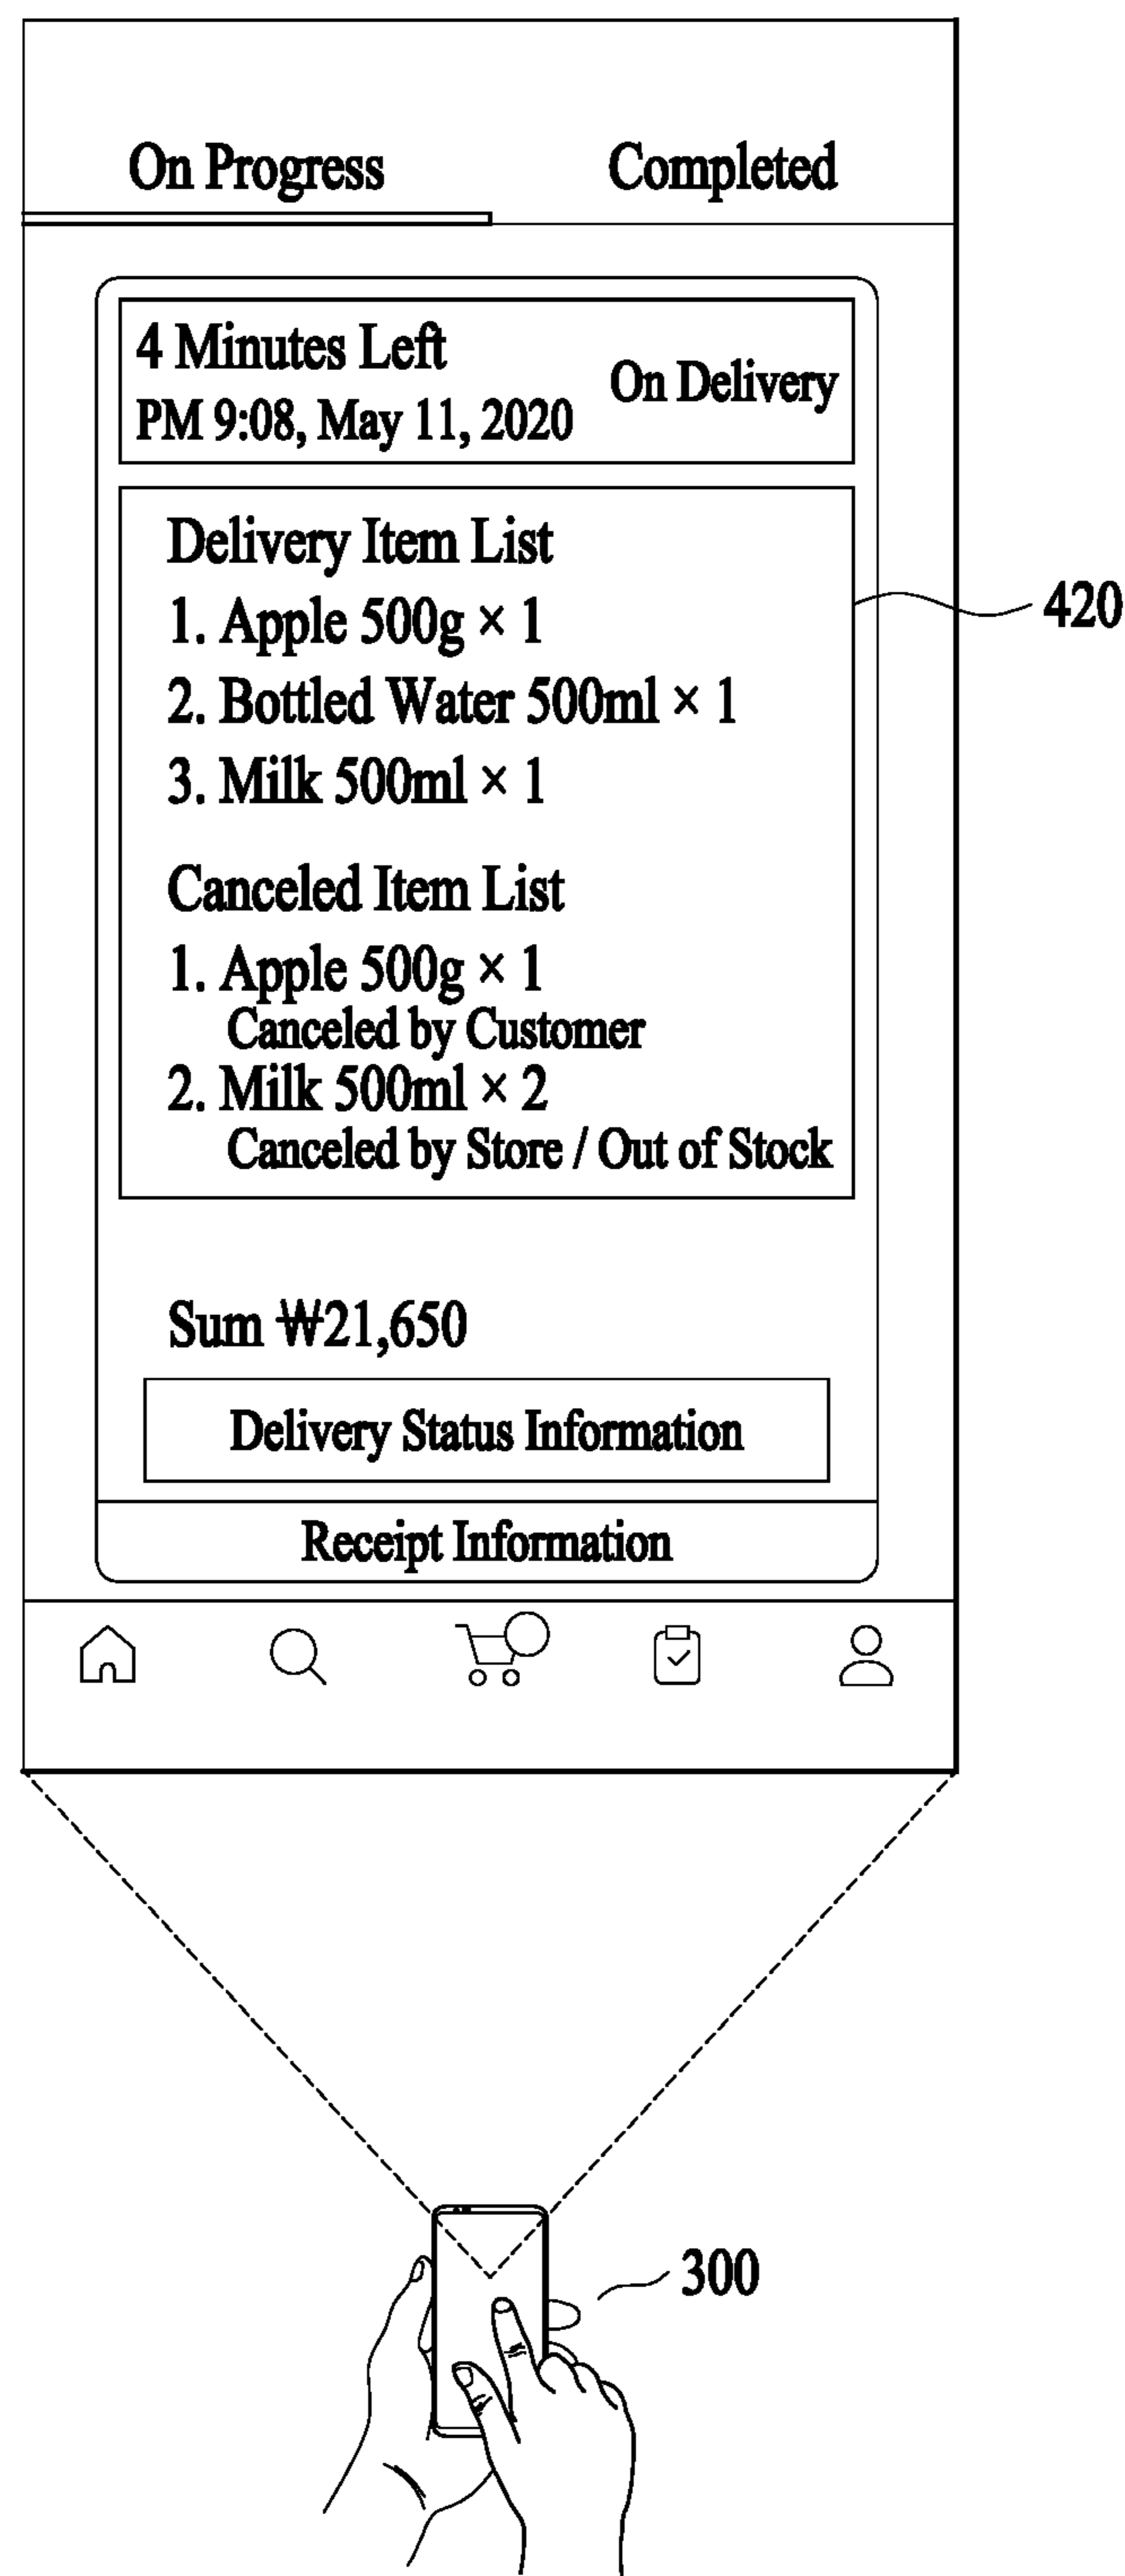 On Progress
Completed
4 Minutes Left
On Delivery
PM 9:08, May 11, 2020
Delivery Item List
1. Apple 500g × 1
420
2. Bottled Water 500ml × 1
3. Milk 500ml × 1
Canceled Item List
1. Apple 500g × 1
Canceled by Customer
2. Milk 500ml × 2
Canceled by Store / Out of Stock
Sum ₩21,650
Delivery Status Information
Receipt Information
300